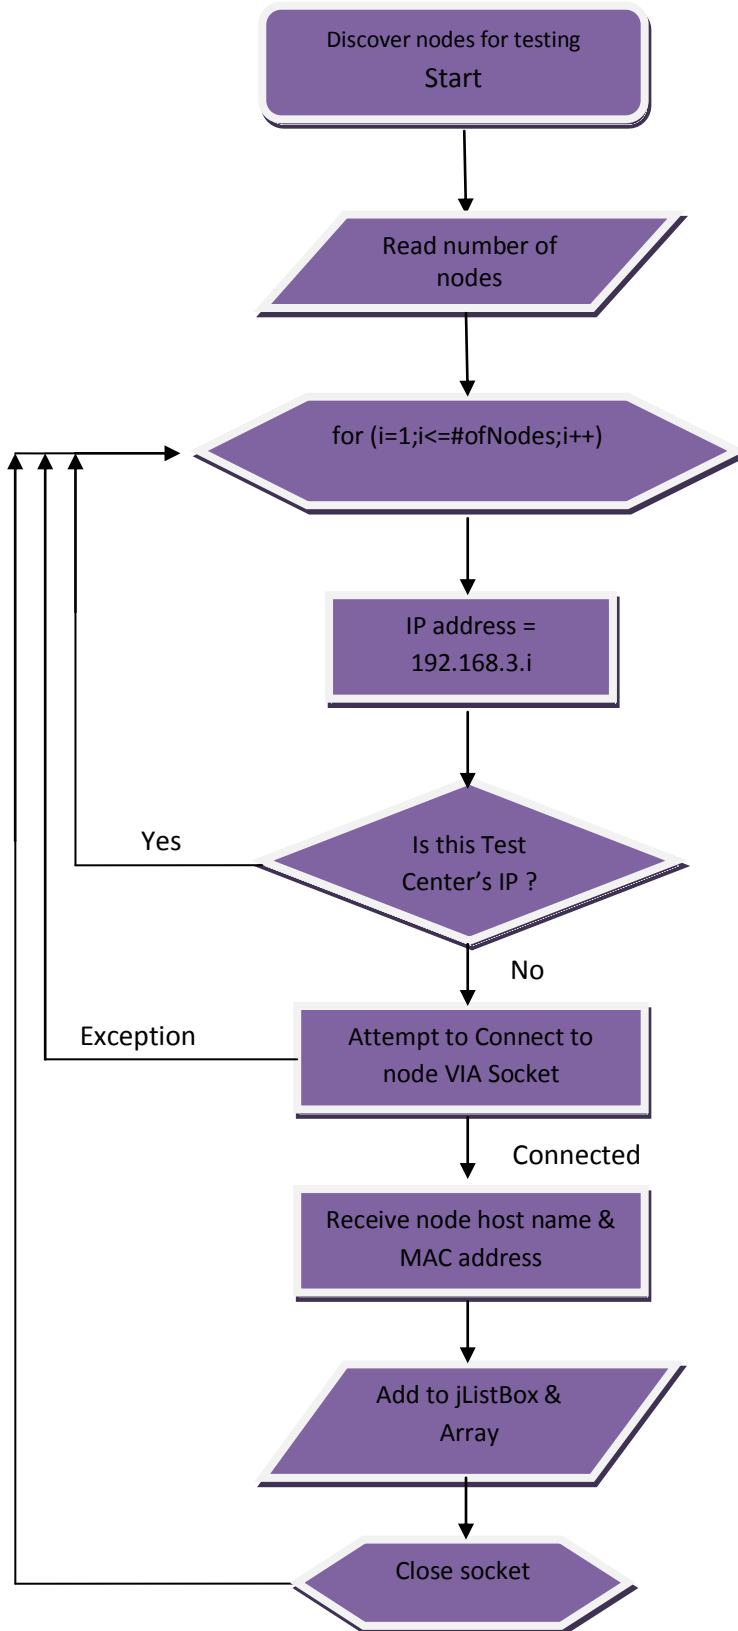 Discover nodes for testing
Start
Read number of
nodes
for (i=1;i<=#ofNodes;i++)
IP address =
192.168.3.i
Is this Test
Center’s IP ?
Yes
No
Attempt to Connect to
node VIA Socket
Exception
Connected
Receive node host name &
MAC address
Add to jListBox &
Array
Close socket